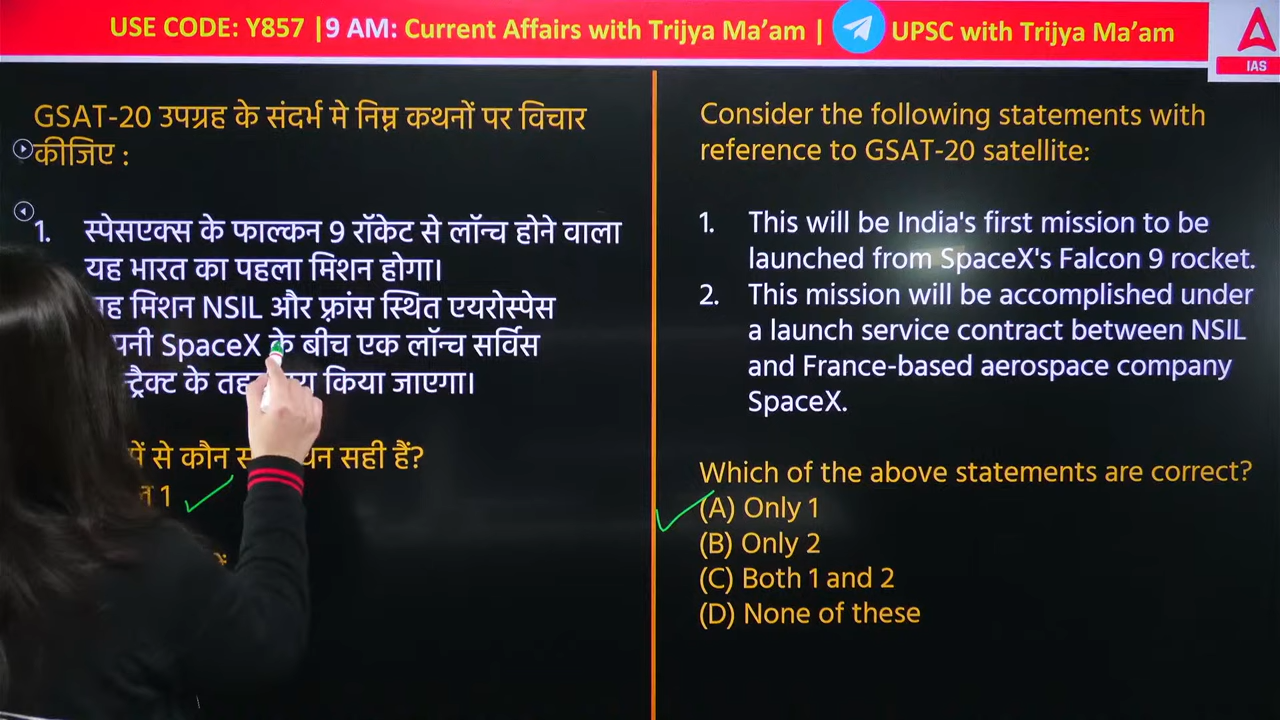 USE CODE: Y857 |9 AM: Current Affairs with Trijya Ma’am | UPSC with Trijya Ma’am
IAS
GSAT-20 उपग्रह के संदर्भ मे निम्न कथनों पर विचार
कीजिए :
1. स्पेसएक्स के फाल्कन 9 रॉकेट से लॉन्च होने वाला
यह भारत का पहला मिशन होगा।
मिशन NSIL और फ़्रांस स्थित एयरोस्पेस
SpaceX के बीच एक लॉन्च सर्विस
के किया जाएगा।
से कौन सही हैं?
1
Consider the following statements with
reference to GSAT-20 satellite:
1. This will be India's first mission to be
launched from SpaceX's Falcon 9 rocket.
2. This mission will be accomplished under
a launch service contract between NSIL
and France-based aerospace company
SpaceX.
Which of the above statements are correct?
(A) Only 1
(B) Only 2
(C) Both 1 and 2
(D) None of these